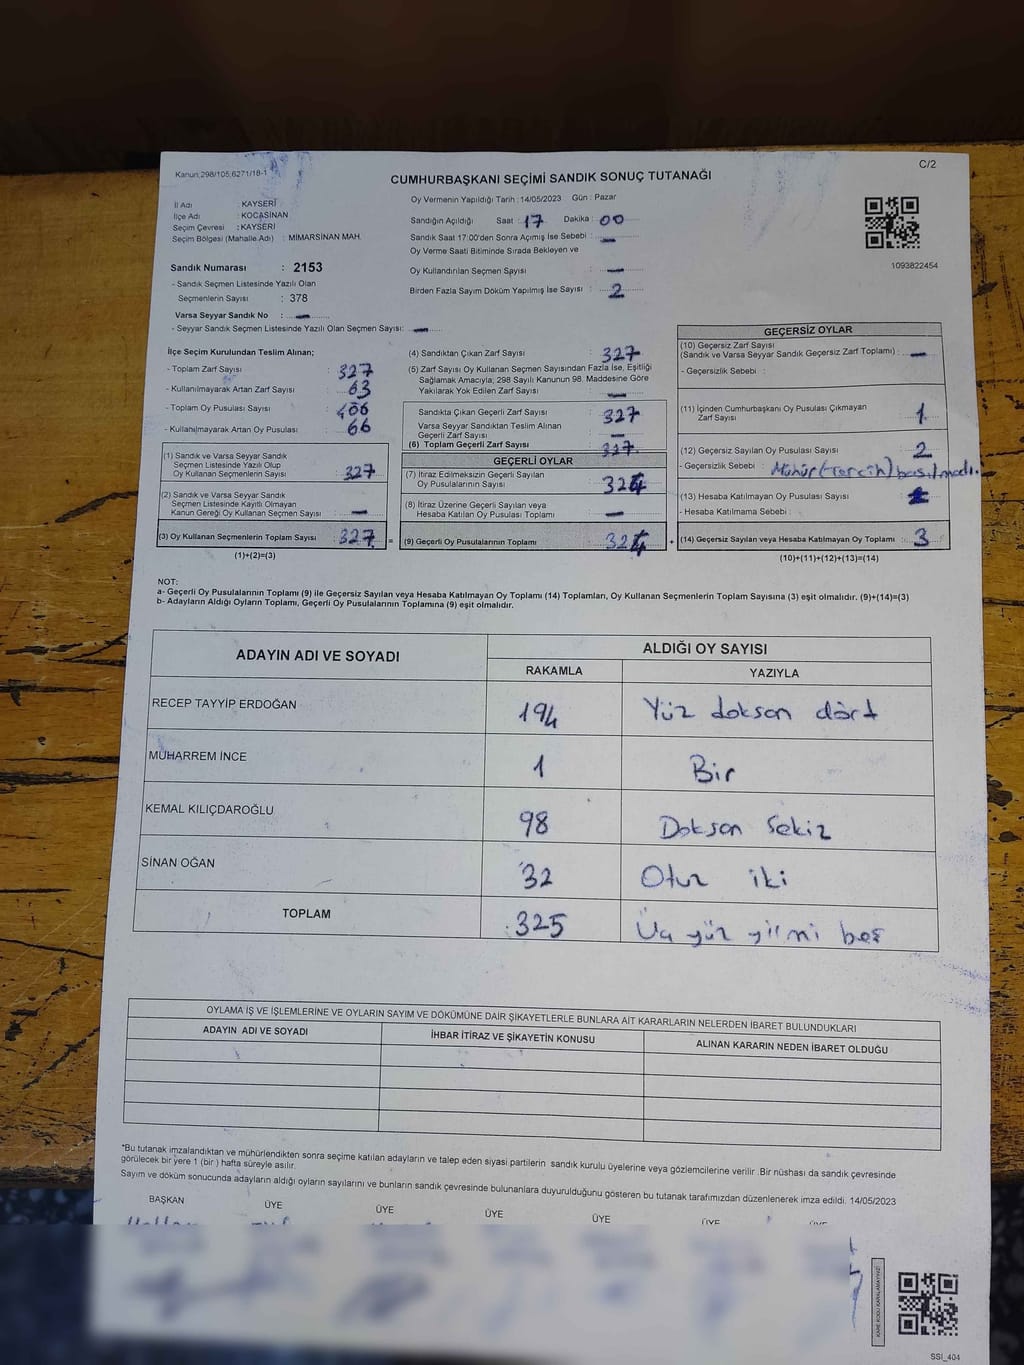 Kanun:298/105,6271/18-1
C/2
CUMHURBAŞKANI SEÇİMİ SANDIK SONUÇ TUTANAĞI
İl Adı : KAYSERİ
İlçe Adı : KOCASİNAN
Seçim Çevresi : KAYSERİ
Seçim Bölgesi (Mahalle Adı) : MİMARSİNAN MAH.
Sandık Numarası : 2153
- Sandık Seçmen Listesinde Yazılı Olan
Seçmenlerin Sayısı : 378
Varsa Seyyar Sandık No : —
- Seyyar Sandık Seçmen Listesinde Yazılı Olan Seçmen Sayısı: —
Oy Vermenin Yapıldığı Tarih : 14/05/2023 Gün : Pazar
Sandığın Açıldığı Saat : 17 Dakika : 00
Sandık Saat 17:00'den Sonra Açımış İse Sebebi : —
Oy Verme Saati Bitiminde Sırada Bekleyen ve
Oy Kullandırılan Seçmen Sayısı : —
Birden Fazla Sayım Döküm Yapılmış İse Sayısı : 2
1093822454
İlçe Seçim Kurulundan Teslim Alınan;
- Toplam Zarf Sayısı : 327
- Kullanılmayarak Artan Zarf Sayısı : 63
- Toplam Oy Pusulası Sayısı :
- Kullanılmayarak Artan Oy Pusulası : 66
(1) Sandık ve Varsa Seyyar Sandık
Seçmen Listesinde Yazılı Olup
Oy Kullanan Seçmenlerin Sayısı : 327
(2) Sandık ve Varsa Seyyar Sandık
Seçmen Listesinde Kayıtlı Olmayan
Kanun Gereği Oy Kullanan Seçmen Sayısı : —
(3) Oy Kullanan Seçmenlerin Toplam Sayısı : 327
(1)+(2)=(3)
=
(4) Sandıktan Çıkan Zarf Sayısı : 327
(5) Zarf Sayısı Oy Kullanan Seçmen Sayısından Fazla İse, Eşitliği
Sağlamak Amacıyla; 298 Sayılı Kanunun 98. Maddesine Göre
Yakılarak Yok Edilen Zarf Sayısı : —
Sandıkta Çıkan Geçerli Zarf Sayısı : 327
Varsa Seyyar Sandıktan Teslim Alınan
Geçerli Zarf Sayısı : —
(6) Toplam Geçerli Zarf Sayısı : 327
GEÇERLİ OYLAR
(7) İtiraz Edilmeksizin Geçerli Sayılan
Oy Pusulalarının Sayısı : 324
(8) İtiraz Üzerine Geçerli Sayılan veya
Hesaba Katılan Oy Pusulası Toplamı : —
(9) Geçerli Oy Pusulalarının Toplamı : 324
+
GEÇERSİZ OYLAR
(10) Geçersiz Zarf Sayısı
(Sandık ve Varsa Seyyar Sandık Geçersiz Zarf Toplamı) : —
- Geçersizlik Sebebi :
(11) İçinden Cumhurbaşkanı Oy Pusulası Çıkmayan
Zarf Sayısı : 1
(12) Geçersiz Sayılan Oy Pusulası Sayısı : 2
- Geçersizlik Sebebi : Mühür (tercih) basılmadı.
(13) Hesaba Katılmayan Oy Pusulası Sayısı :
- Hesaba Katılmama Sebebi :
(14) Geçersiz Sayılan veya Hesaba Katılmayan Oy Toplamı : 3
(10)+(11)+(12)+(13)=(14)
NOT:
a- Geçerli Oy Pusulalarının Toplamı (9) ile Geçersiz Sayılan veya Hesaba Katılmayan Oy Toplamı (14) Toplamları, Oy Kullanan Seçmenlerin Toplam Sayısına (3) eşit olmalıdır. (9)+(14)=(3)
b- Adayların Aldığı Oyların Toplamı, Geçerli Oy Pusulalarının Toplamına (9) eşit olmalıdır.
ADAYIN ADI VE SOYADI ALDIĞI OY SAYISI
RAKAMLA YAZIYLA
RECEP TAYYİP ERDOĞAN 194 Yüz doksan dört
MUHARREM İNCE 1 Bir
KEMAL KILIÇDAROĞLU 98 Doksan Sekiz
SİNAN OĞAN 32 Otuz iki
TOPLAM 325 Üç yüz yirmi beş
OYLAMA İŞ VE İŞLEMLERİNE VE OYLARIN SAYIM VE DÖKÜMÜNE DAİR ŞİKAYETLERLE BUNLARA AİT KARARLARIN NELERDEN İBARET BULUNDUKLARI
ADAYIN ADI VE SOYADI İHBAR İTİRAZ VE ŞİKAYETİN KONUSU ALINAN KARARIN NEDEN İBARET OLDUĞU
*Bu tutanak imzalandıktan ve mühürlendikten sonra seçime katılan adayların ve talep eden siyasi partilerin sandık kurulu üyelerine veya gözlemcilerine verilir. Bir nüshası da sandık çevresinde
görülecek bir yere 1 (bir ) hafta süreyle asılır.
Sayım ve döküm sonucunda adayların aldığı oyların sayılarını ve bunların sandık çevresinde bulunanlara duyurulduğunu gösteren bu tutanak tarafımızdan düzenlenerek imza edildi. 14/05/2023
BAŞKAN ÜYE ÜYE ÜYE ÜYE ÜYE ÜYE
KARE KODU KARALAMAYINIZ!
SSI_404